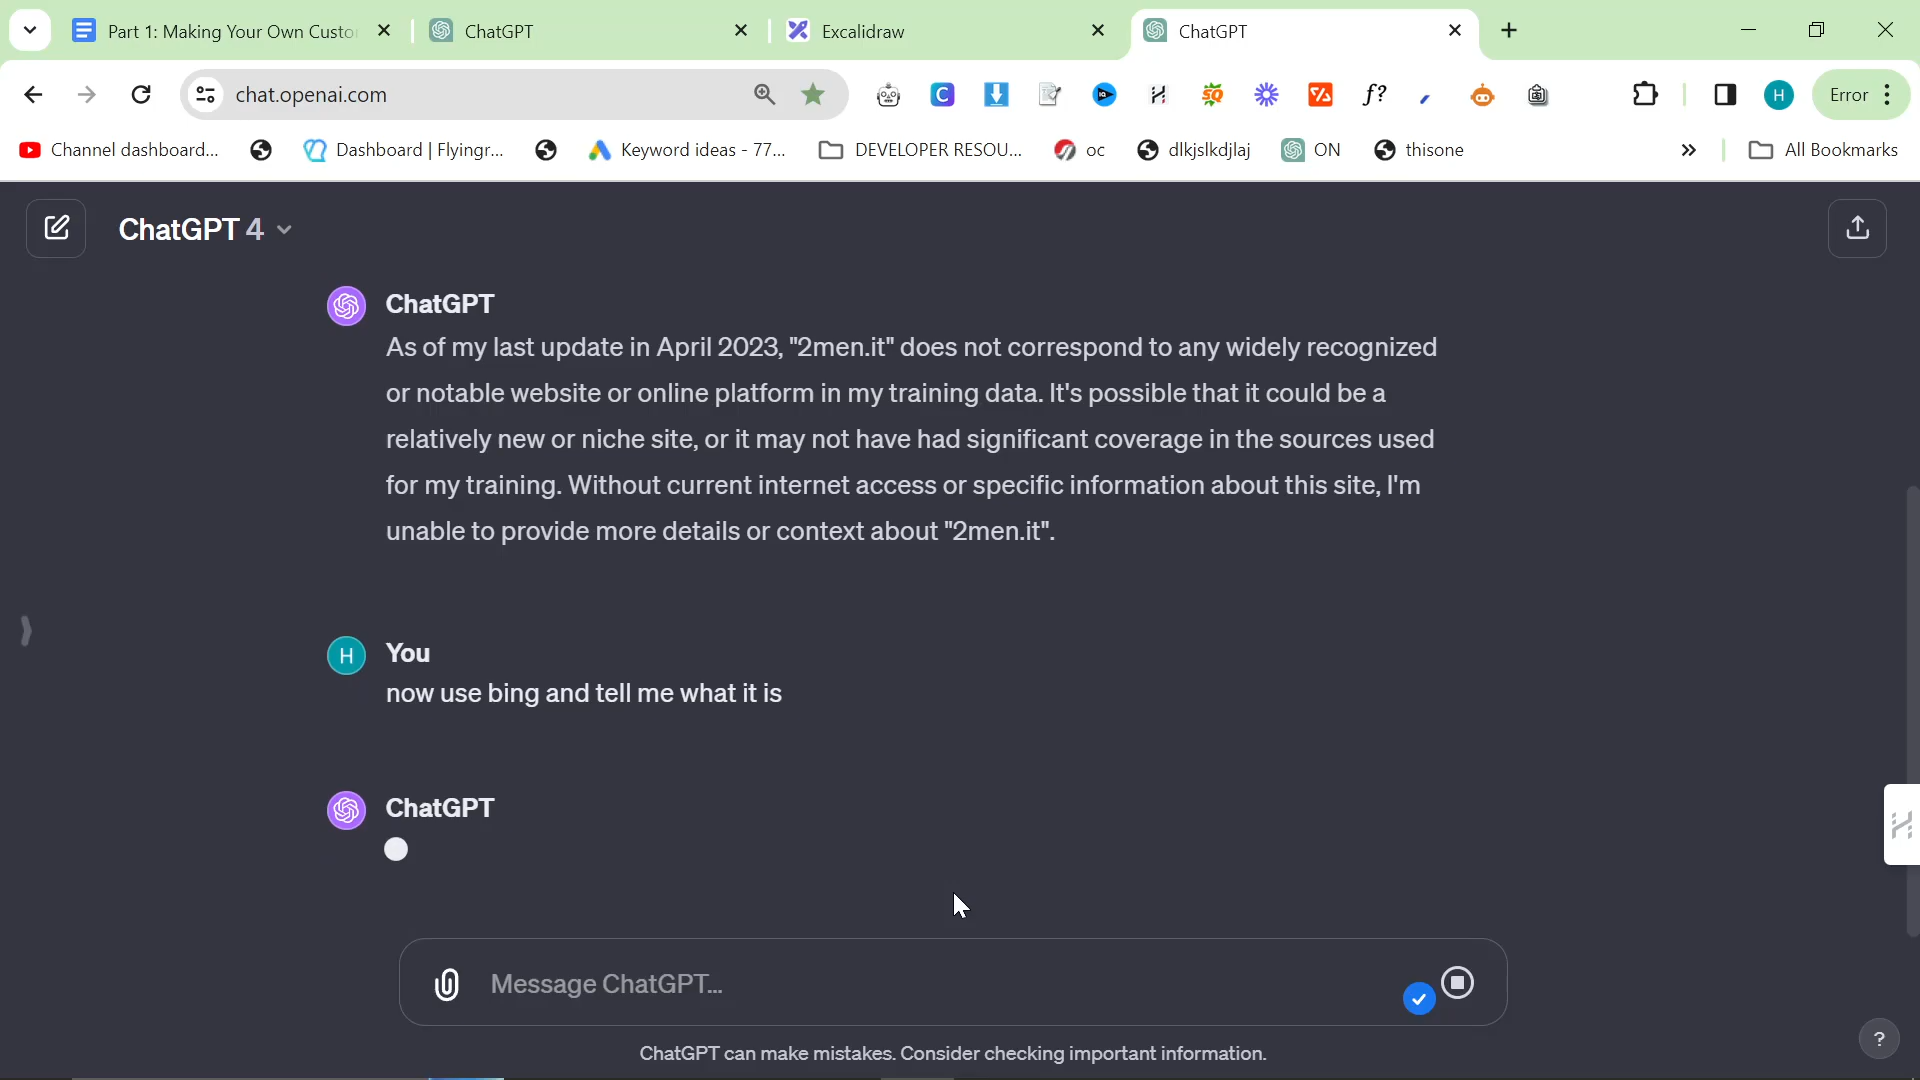 Part 1: Making Your Own Custo
ChatGPT
Excalidraw
ChatGPT
chat.openai.com
Error
Channel dashboard...
Dashboard | Flyingr...
Keyword ideas - 77...
DEVELOPER RESOU...
oc
dlkjslkdjlaj
ON
thisone
All Bookmarks
ChatGPT 4
ChatGPT
As of my last update in April 2023, "2men.it" does not correspond to any widely recognized
or notable website or online platform in my training data. It's possible that it could be a
relatively new or niche site, or it may not have had significant coverage in the sources used
for my training. Without current internet access or specific information about this site, I'm
unable to provide more details or context about "2men.it".
H
You
now use bing and tell me what it is
ChatGPT
Message ChatGPT...
ChatGPT can make mistakes. Consider checking important information.
?